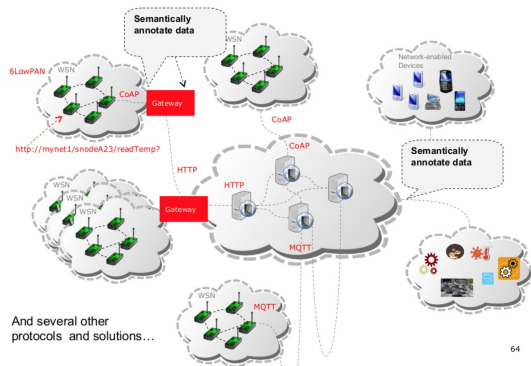 Semantically
annotate data
WSN
WSN
Network-enabled
Devices
6LowPAN
CoAP
Gateway
CoAP
http://mynet1/snodeA23/readTemp?
CoAP
Semantically
annotate data
HTTP
HTTP
WSN
WSN
WSN
Gateway
MQTT
WSN
MQTT
And several other
protocols and solutions...
64